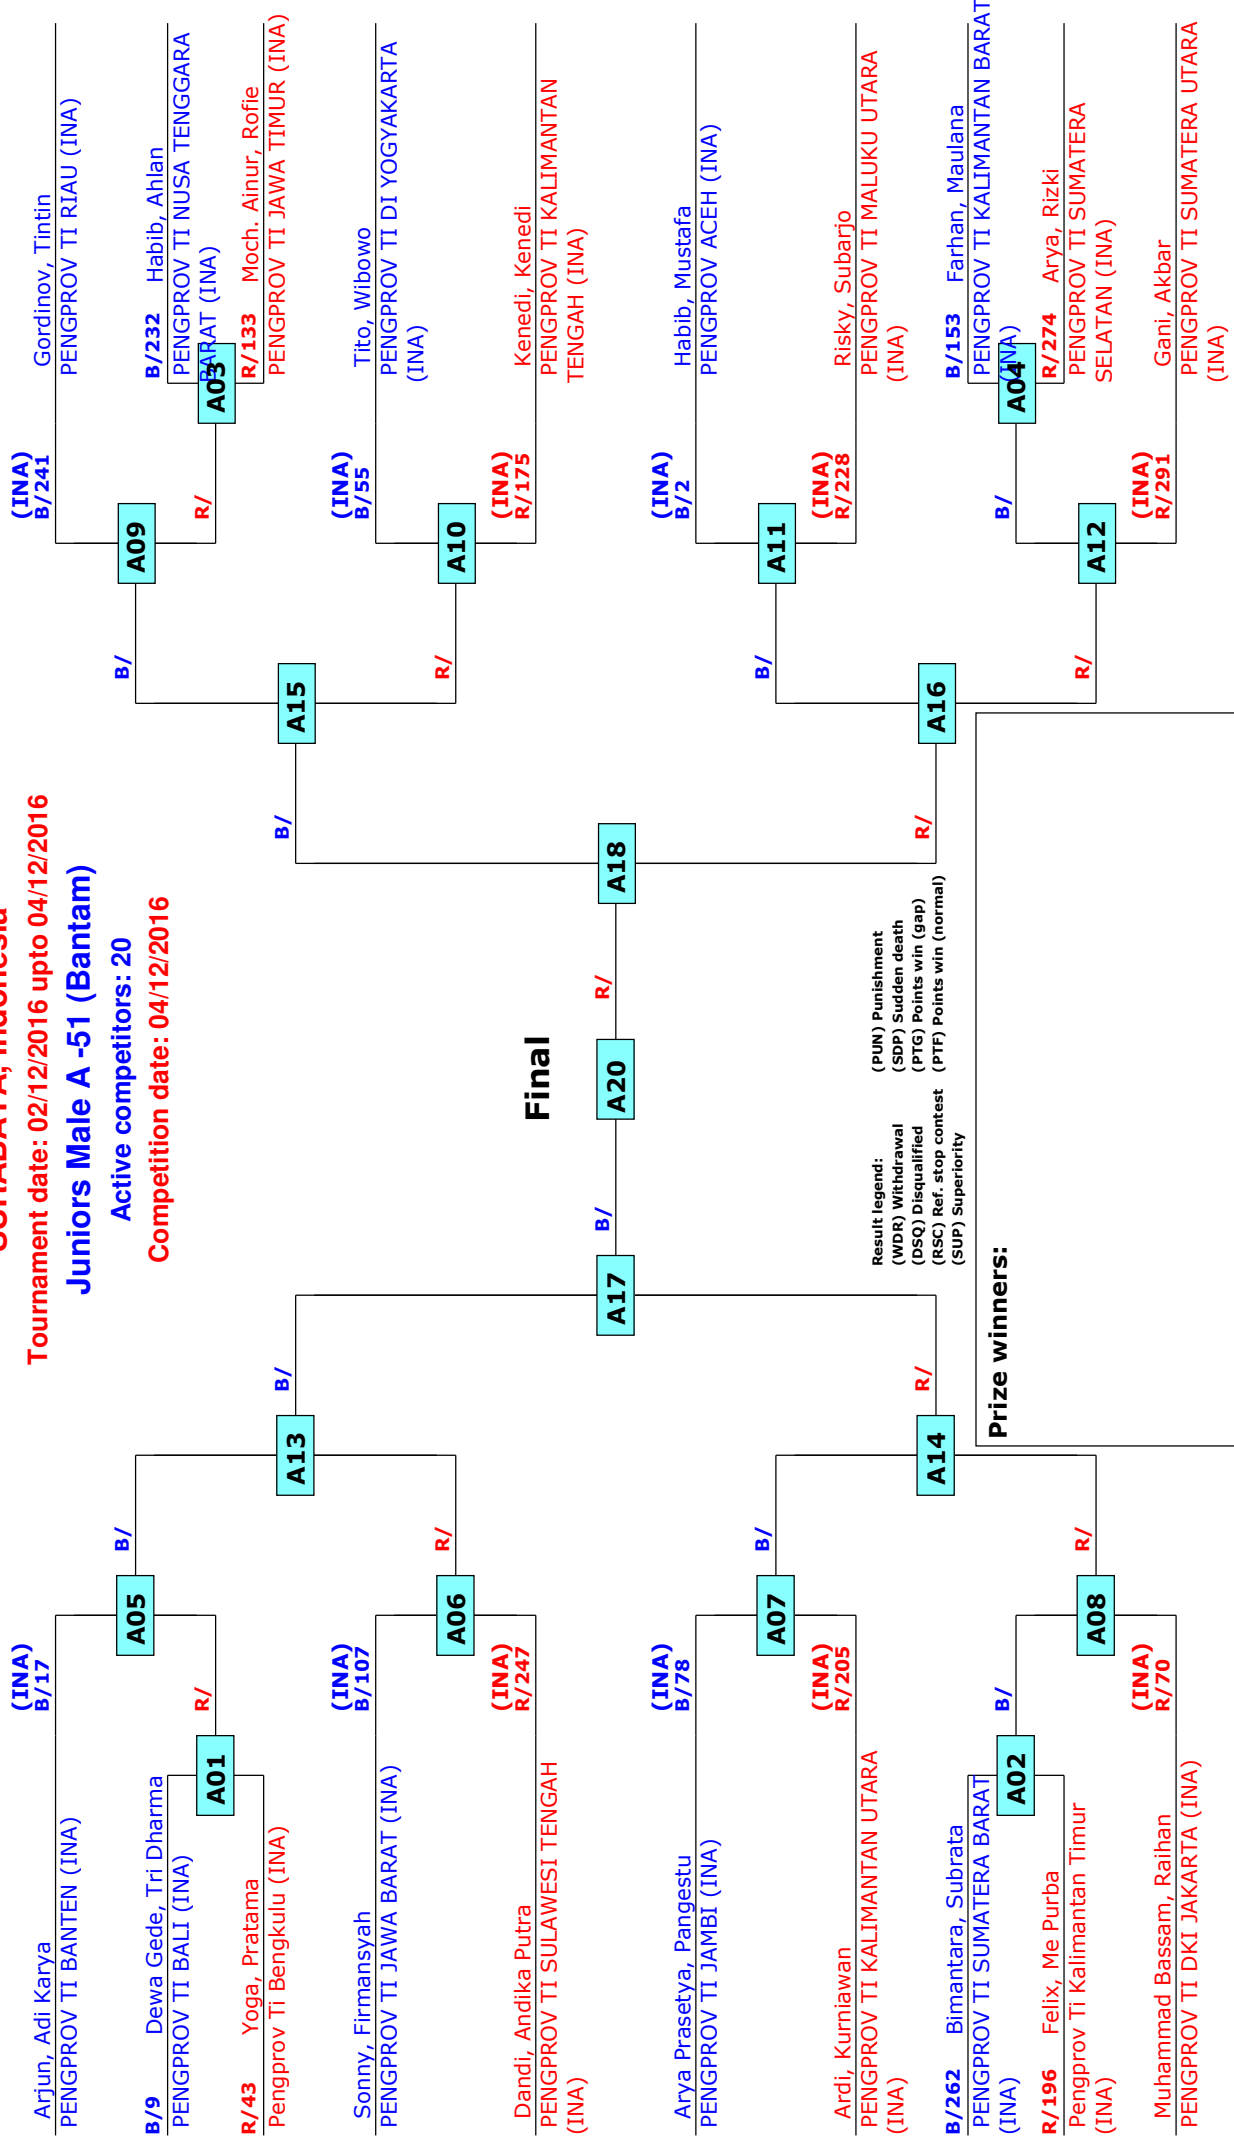 Tournament date: 02/12/2016 upto 04/12/2016
Juniors Male A -51 (Bantam)
Active competitors: 20
Competition date: 04/12/2016
Arjun, Adi Karya
PENGPROV TI BANTEN (INA)
(INA)
B/17
B/9 Dewa Gede, Tri Dharma
PENGPROV TI BALI (INA)
R/43 Yoga, Pratama
Pengprov Ti Bengkulu (INA)
A01
R/
A05
B/
Sonny, Firmansyah
PENGPROV TI JAWA BARAT (INA)
(INA)
B/107
Dandi, Andika Putra
PENGPROV TI SULAWESI TENGAH
(INA)
(INA)
R/247
A06
R/
A13
B/
Arya Prasetya, Pangestu
PENGPROV TI JAMBI (INA)
(INA)
B/78
Ardi, Kurniawan
PENGPROV TI KALIMANTAN UTARA
(INA)
(INA)
R/205
A07
B/
B/262 Bimantara, Subrata
PENGPROV TI SUMATERA BARAT
(INA)
R/196 Felix, Me Purba
Pengprov Ti Kalimantan Timur
(INA)
A02
B/
Muhammad Bassam, Raihan
PENGPROV TI DKI JAKARTA (INA)
(INA)
R/70
A08
R/
A14
R/
A17
B/
Final
A20
R/
A18
Gordinov, Tintin
PENGPROV TI RIAU (INA)
(INA)
B/241
B/232 Habib, Ahlan
PENGPROV TI NUSA TENGGARA
BARAT (INA)
R/133 Moch. Ainur, Rofie
PENGPROV TI JAWA TIMUR (INA)
A03
R/
A09
B/
Tito, Wibowo
PENGPROV TI DI YOGYAKARTA
(INA)
(INA)
B/55
Kenedi, Kenedi
PENGPROV TI KALIMANTAN
TENGAH (INA)
(INA)
R/175
A10
R/
A15
B/
Habib, Mustafa
PENGPROV ACEH (INA)
(INA)
B/2
Risky, Subarjo
PENGPROV TI MALUKU UTARA
(INA)
(INA)
R/228
A11
B/
B/153 Farhan, Maulana
PENGPROV TI KALIMANTAN BARAT
(INA)
R/274 Arya, Rizki
PENGPROV TI SUMATERA
SELATAN (INA)
A04
B/
Gani, Akbar
PENGPROV TI SUMATERA UTARA
(INA)
(INA)
R/291
A12
R/
A16
R/
Result legend:
(WDR) Withdrawal
(DSQ) Disqualified
(RSC) Ref. stop contest
(SUP) Superiority
(PUN) Punishment
(SDP) Sudden death
(PTG) Points win (gap)
(PTF) Points win (normal)
Prize winners: